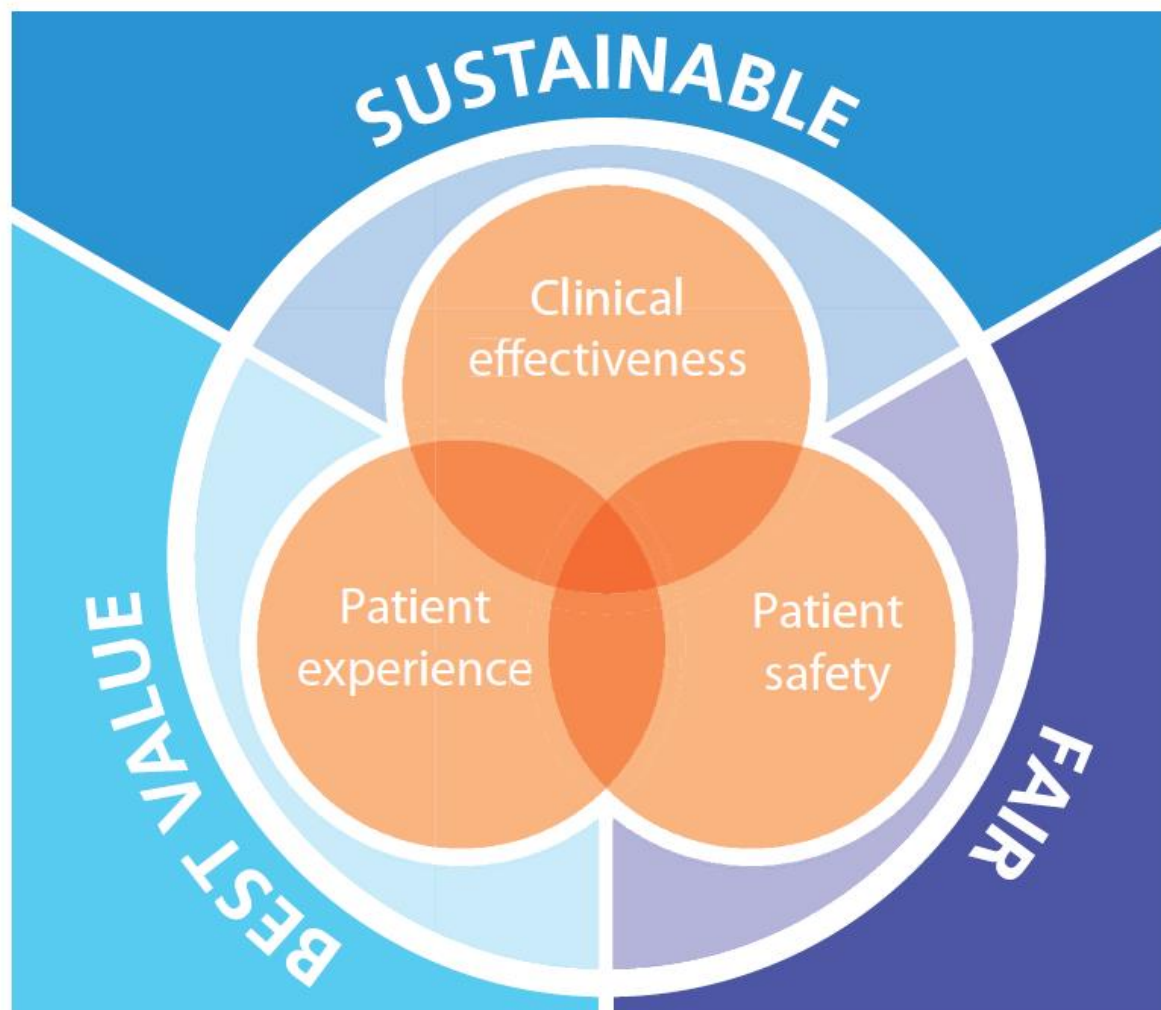 SUSTAINABLE
Clinical
effectiveness
Patient
experience
Patient
safety
BEST VALUE
FAIR